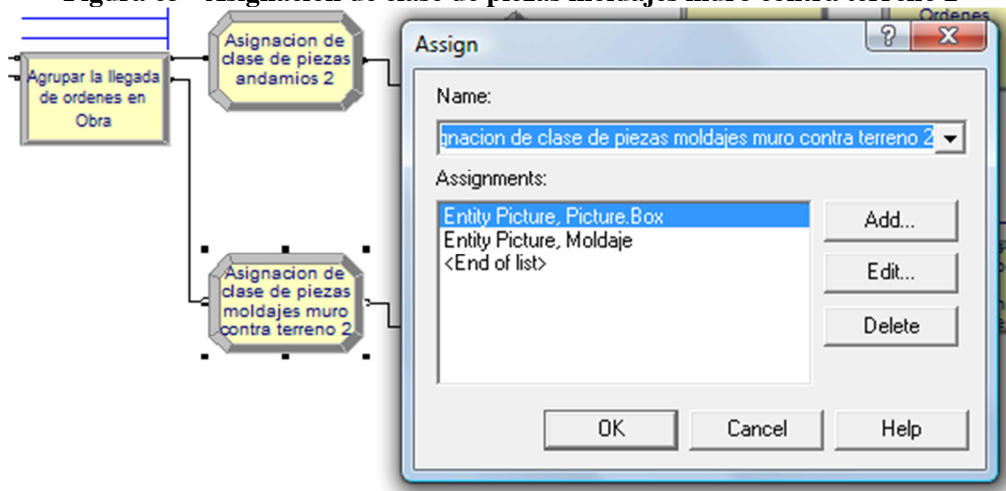 Asignacion de
clase de piezas
andamios 2
Agrupar la llegada
de ordenes en
Obra
Asignacion de
clase de piezas
moldajes muro
contra terreno 2
Ordenes
Assign
Name:
gnacion de clase de piezas moldajes muro contra terreno 2
Assignments:
Entity Picture, Picture.Box
Entity Picture, Moldaje
<End of list>
Add...
Edit...
Delete
OK
Cancel
Help